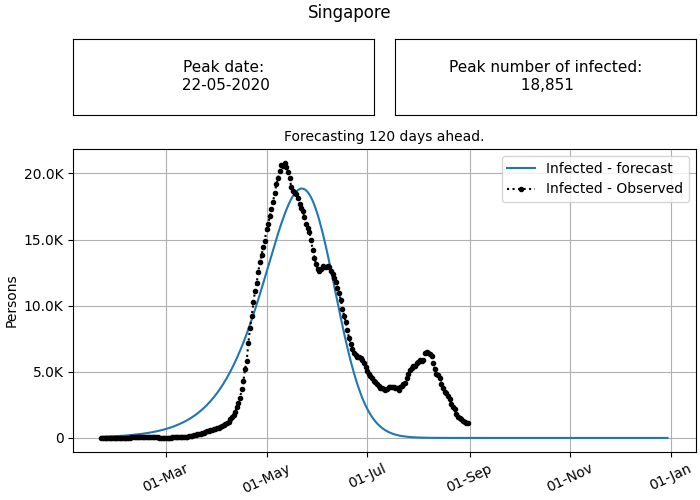 Singapore
Peak date:
22-05-2020
Peak number of infected:
18,851
Forecasting 120 days ahead.
Infected - forecast
Infected - Observed
20.0K
15.0K
10.0K
5.0K
0
Persons
01-Mar
01-May
01-Jul
01-Sep
01-Nov
01-Jan